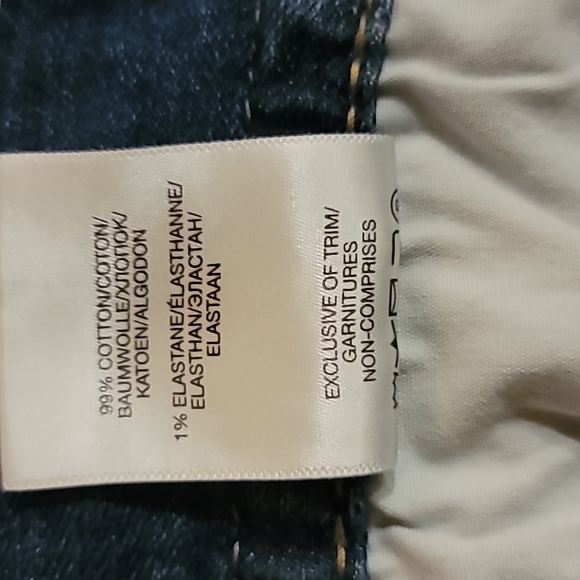 99% COTTON/COTON/
BAUMWOLLE/ХЛОПОК/
KATOEN/ALGODON
1% ELASTANE/ÉLASTHANNE/
ELASTHAN/ЭЛАСТАН/
ELASTAAN
EXCLUSIVE OF TRIM/
GARNITURES
NON-COMPRISES